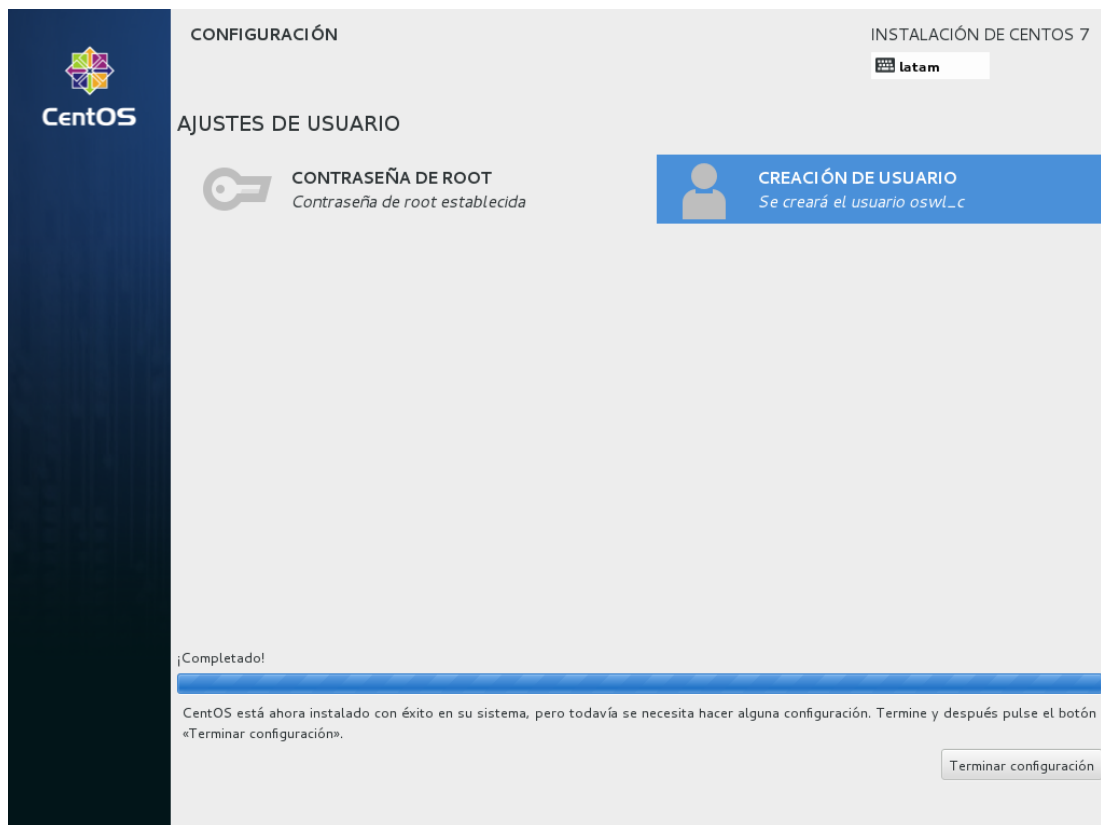 CONFIGURACIÓN
INSTALACIÓN DE CENTOS 7
latam
CentOS
AJUSTES DE USUARIO
CONTRASEÑA DE ROOT
Contraseña de root establecida
CREACIÓN DE USUARIO
Se creará el usuario oswl_c
¡Completado!
CentOS está ahora instalado con éxito en su sistema, pero todavía se necesita hacer alguna configuración. Termine y después pulse el botón
«Terminar configuración».
Terminar configuración